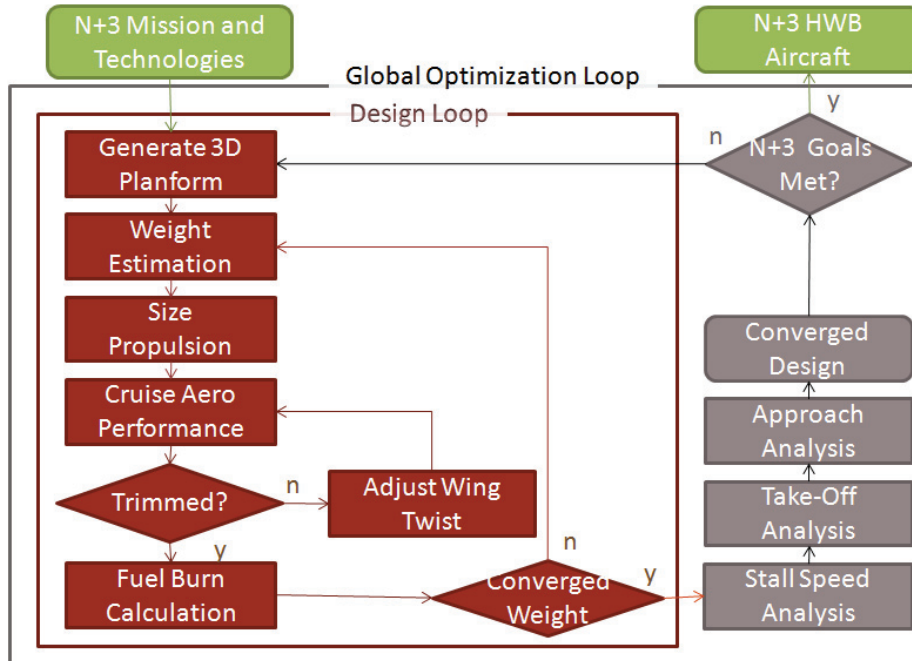 N+3 Mission and
Technologies
N+3 HWB
Aircraft
Global Optimization Loop
Design Loop
y
n
Generate 3D
Planform
N+3 Goals
Met?
Weight
Estimation
Size
Propulsion
Converged
Design
Cruise Aero
Performance
Approach
Analysis
Trimmed?
n
Adjust Wing
Twist
Take-Off
Analysis
y
n
Fuel Burn
Calculation
Converged
Weight
y
Stall Speed
Analysis